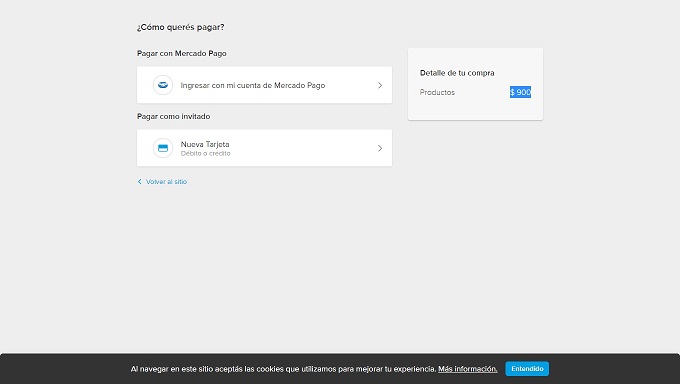 ¿Cómo querés pagar?
Pagar con Mercado Pago
Ingresar con mi cuenta de Mercado Pago
Pagar como invitado
Nueva Tarjeta
Débito o crédito
Volver al sitio
Detalle de tu compra
Productos $ 900
Al navegar en este sitio aceptás las cookies que utilizamos para mejorar tu experiencia. Más información. Entendido